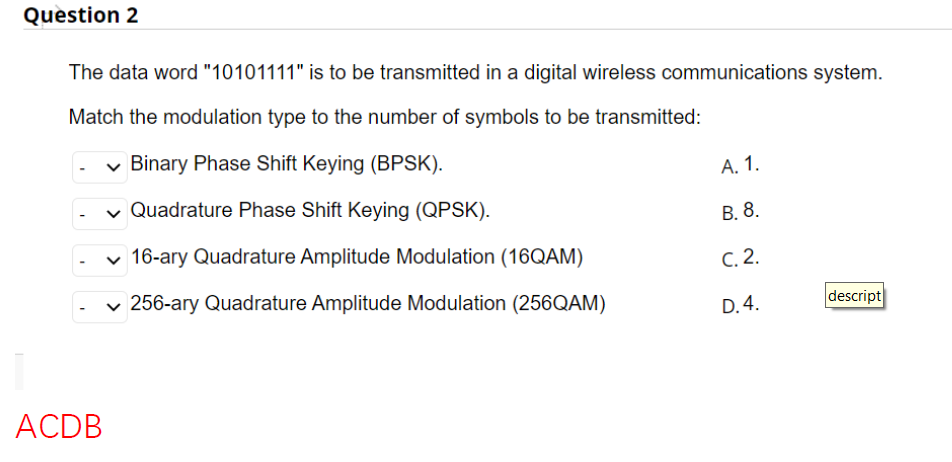 Question 2
The data word "10101111" is to be transmitted in a digital wireless communications system.
Match the modulation type to the number of symbols to be transmitted:
- Binary Phase Shift Keying (BPSK). A. 1.
- Quadrature Phase Shift Keying (QPSK). B. 8.
- 16-ary Quadrature Amplitude Modulation (16QAM) C. 2.
- 256-ary Quadrature Amplitude Modulation (256QAM) D. 4.
descript
ACDB